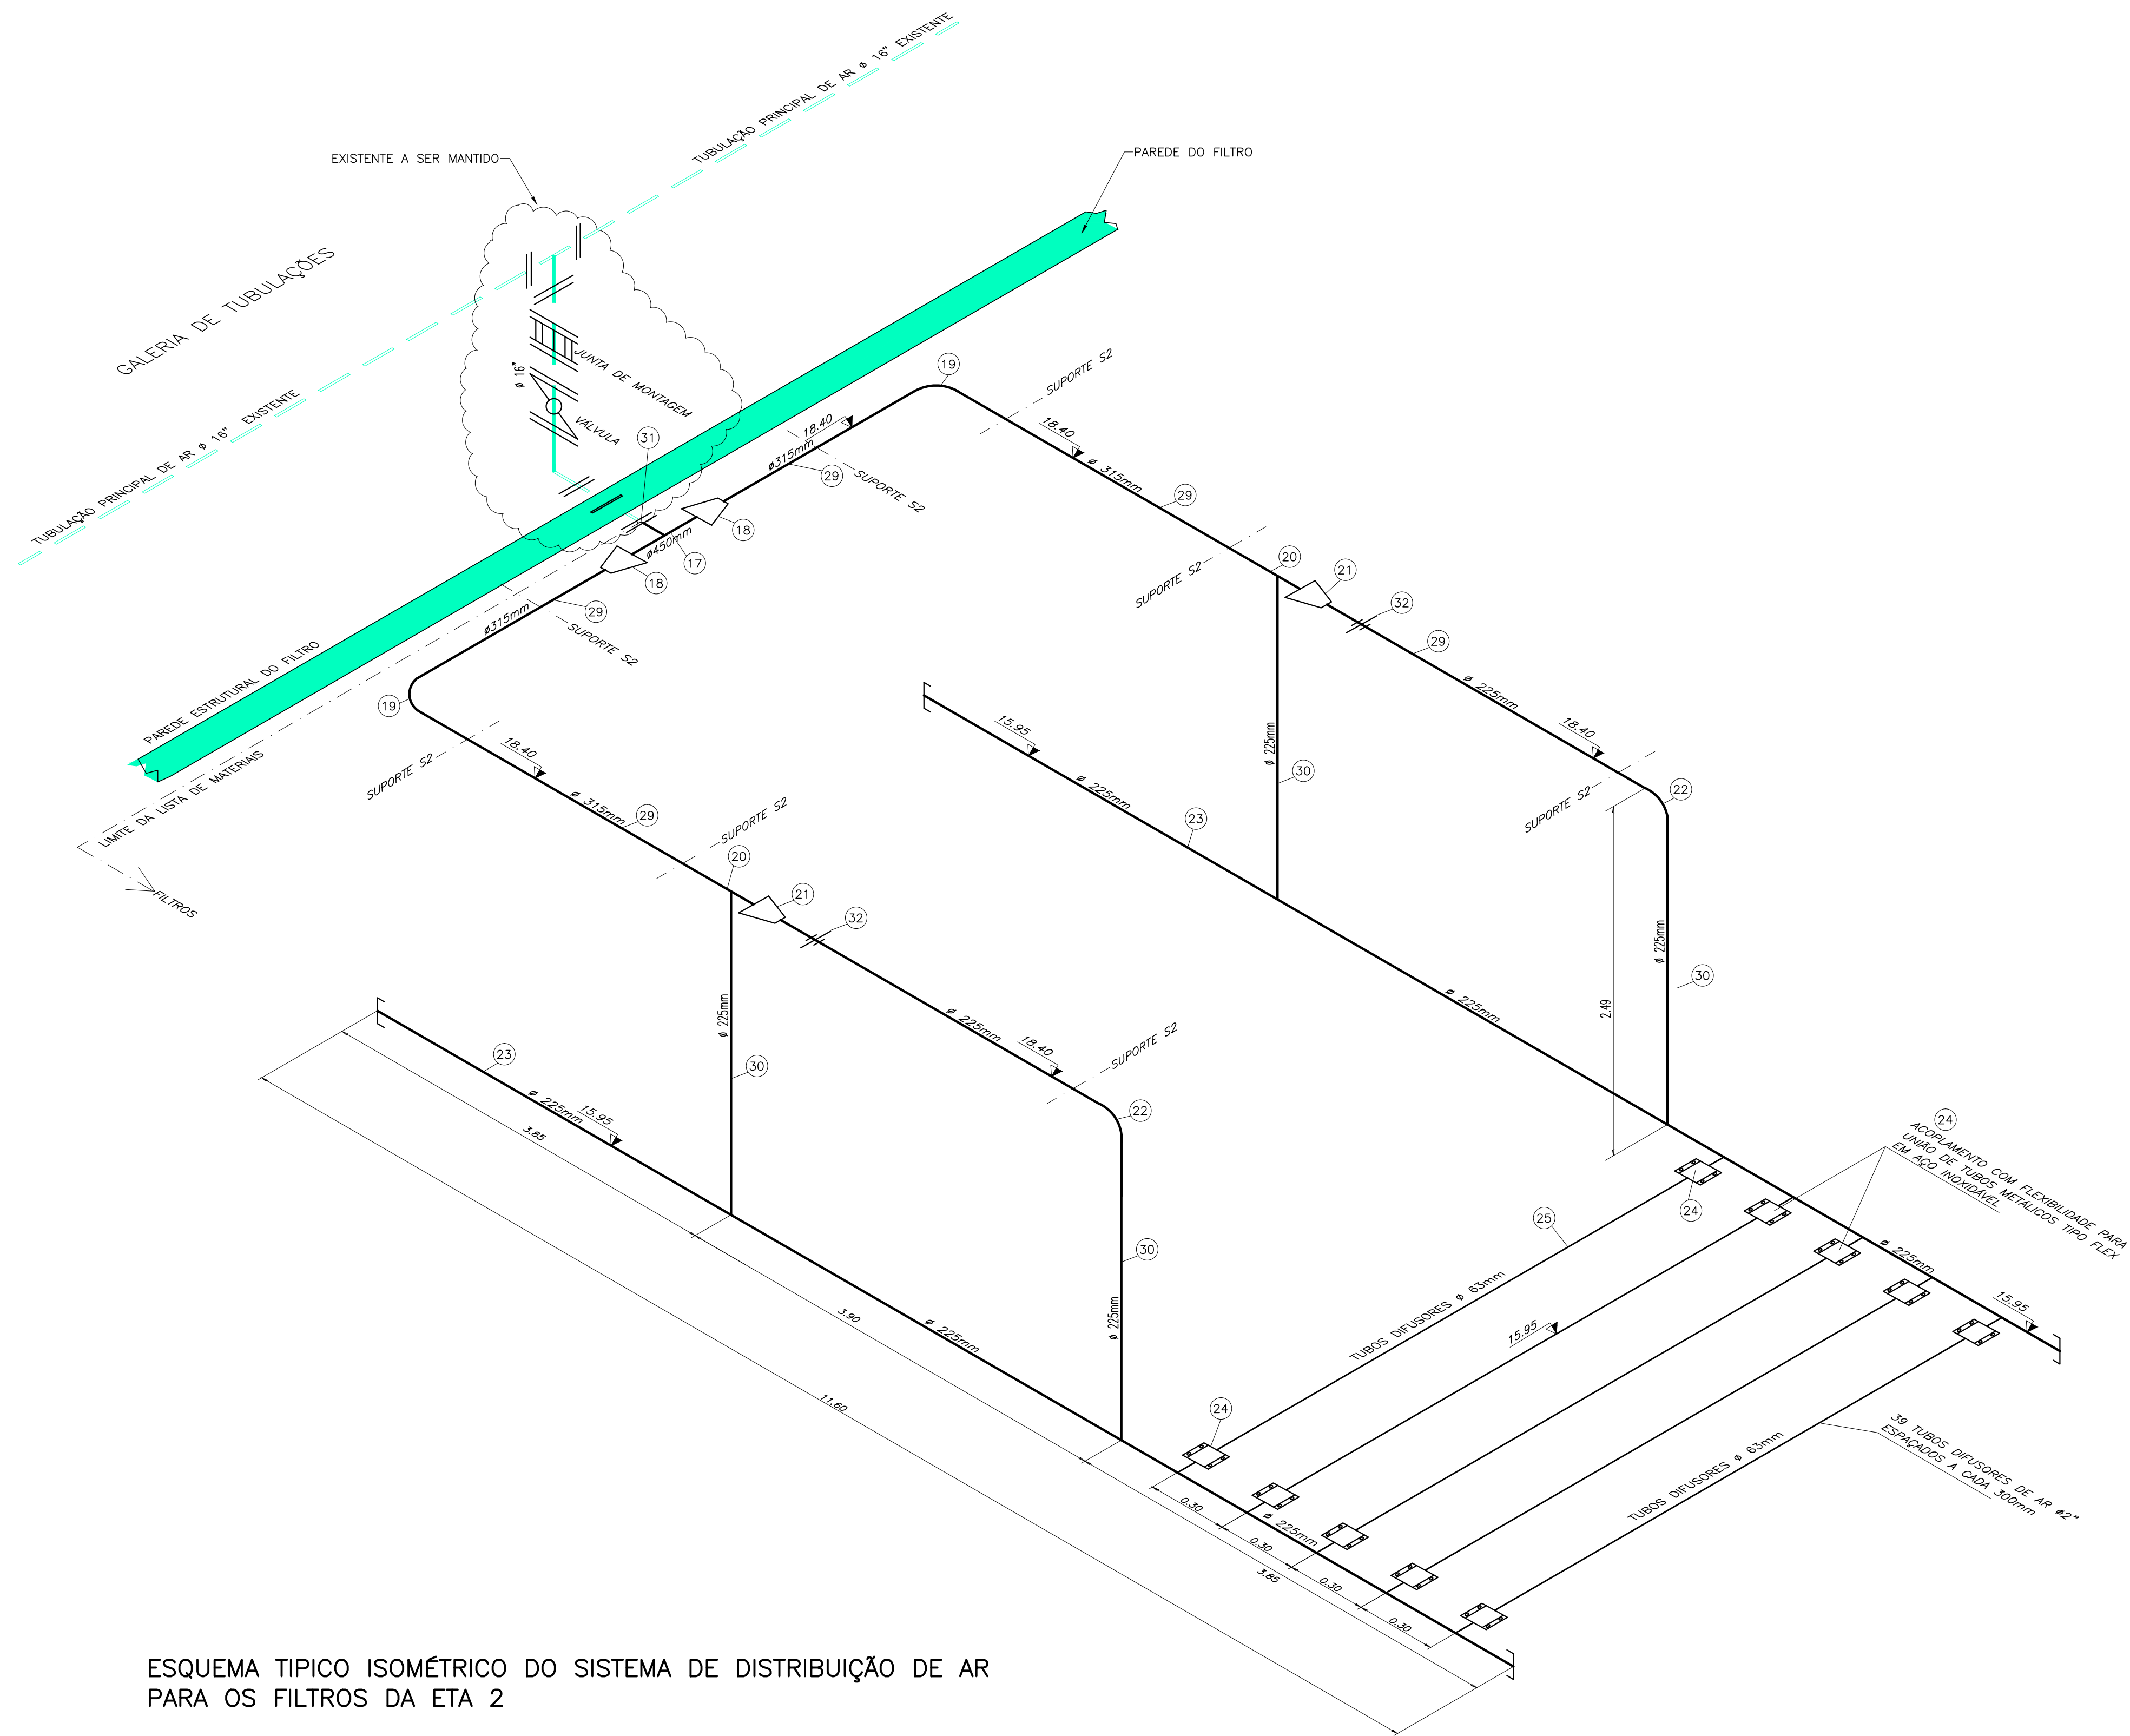 TUBULAÇÃO PRINCIPAL DE AR ø 16" EXISTENTE
EXISTENTE A SER MANTIDO
PAREDE DO FILTRO
GALERIA DE TUBULAÇÕES
ø 16"
JUNTA DE MONTAGEM
VÁLVULA
TUBULAÇÃO PRINCIPAL DE AR ø 16" EXISTENTE
31
18.40
19
SUPORTE S2
ø315mm
29
SUPORTE S2
18
ø450mm
17
18
29
ø315mm
SUPORTE S2
18.40
ø 315mm
29
SUPORTE S2
20
21
32
29
ø 225mm
18.40
SUPORTE S2
22
PAREDE ESTRUTURAL DO FILTRO
LIMITE DA LISTA DE MATERIAIS
FILTROS
19
SUPORTE S2
18.40
ø 315mm
29
SUPORTE S2
20
21
32
15.95
ø 225mm
23
ø 225mm
30
ø 225mm
2.49
ø 225mm
30
ø 225mm
18.40
SUPORTE S2
22
23
ø 225mm
15.95
ø 225mm
30
30
ø 225mm
3.85
3.90
ø 225mm
11.60
24
ACOPLAMENTO COM FLEXIBILIDADE PARA
UNIÃO DE TUBOS METÁLICOS TIPO FLEX
EM AÇO INOXIDÁVEL
24
25
TUBOS DIFUSORES ø 63mm
15.95
ø 225mm
15.95
24
TUBOS DIFUSORES ø 63mm
39 TUBOS DIFUSORES DE AR ø2"
ESPAÇADOS A CADA 300mm
0.30
ø 225mm
0.30
0.30
0.30
3.85
ESQUEMA TIPICO ISOMÉTRICO DO SISTEMA DE DISTRIBUIÇÃO DE AR
PARA OS FILTROS DA ETA 2